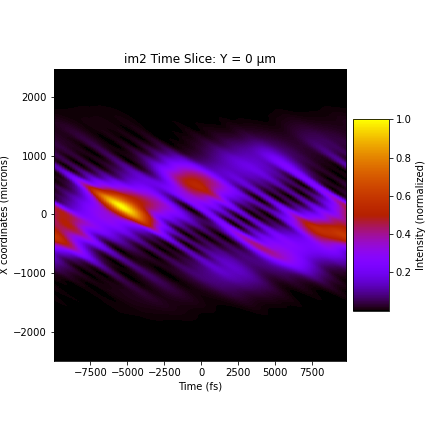 im2 Time Slice: Y = 0 μm
2000
1000
0
−1000
−2000
X coordinates (microns)
−7500 −5000 −2500 0 2500 5000 7500
Time (fs)
1.0
0.8
0.6
0.4
0.2
Intensity (normalized)